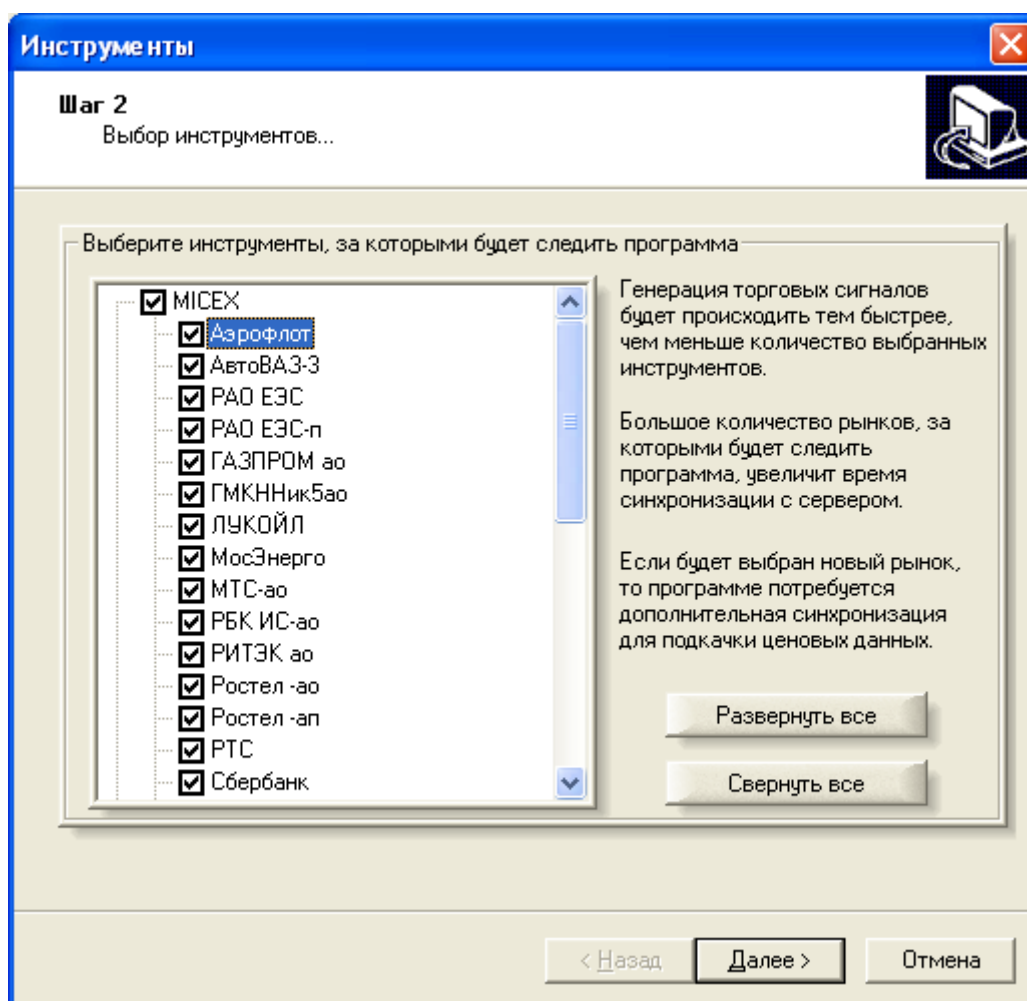 Инструменты
Шаг 2
Выбор инструментов...
Выберите инструменты, за которыми будет следить программа
MICEX
Аэрофлот
АвтоВАЗ-3
РАО ЕЭС
РАО ЕЭС-п
ГАЗПРОМ ао
ГМКННик5ао
ЛУКОЙЛ
МосЭнерго
МТС-ао
РБК ИС-ао
РИТЭК ао
Ростел -ао
Ростел -ап
РТС
Сбербанк
Генерация торговых сигналов
будет происходить тем быстрее,
чем меньше количество выбранных
инструментов.
Большое количество рынков, за
которыми будет следить
программа, увеличит время
синхронизации с сервером.
Если будет выбран новый рынок,
то программе потребуется
дополнительная синхронизация
для подкачки ценовых данных.
Развернуть все
Свернуть все
< Назад
Далее >
Отмена